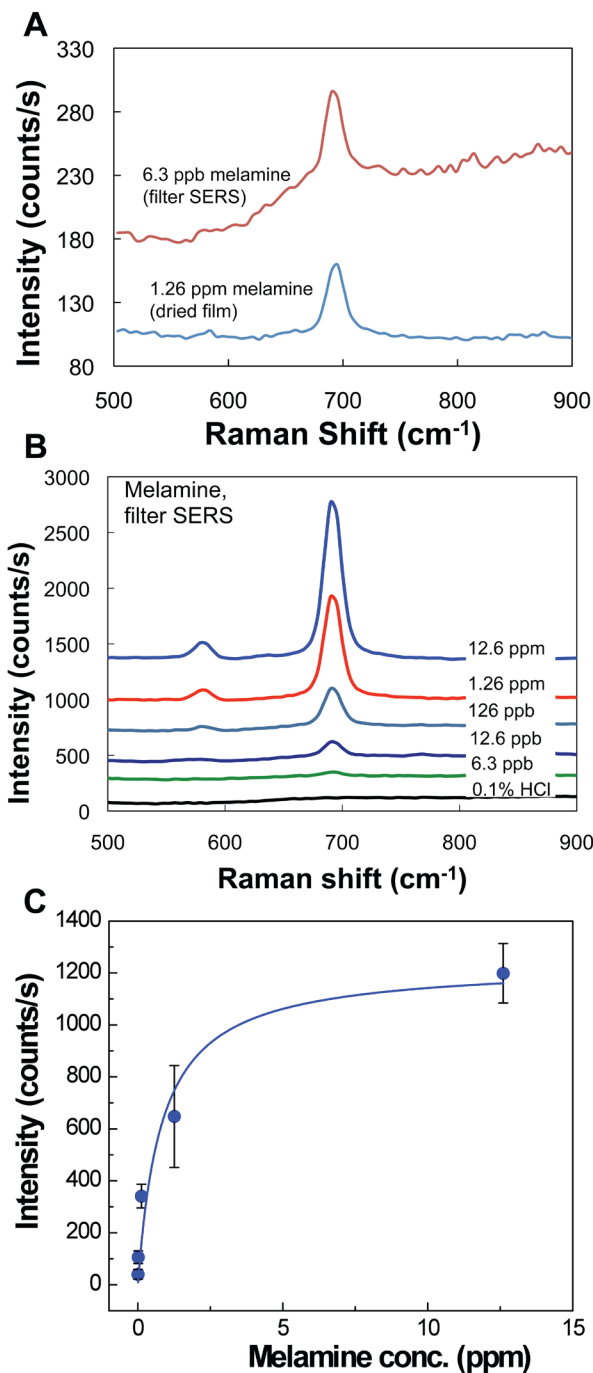 A
Intensity (counts/s)
330
280
230
180
130
80
6.3 ppb melamine
(filter SERS)
1.26 ppm melamine
(dried film)
500 600 700 800 900
Raman Shift (cm-1)
B
Intensity (counts/s)
3000
2500
2000
1500
1000
500
0
Melamine,
filter SERS
12.6 ppm
1.26 ppm
126 ppb
12.6 ppb
6.3 ppb
0.1% HCl
500 600 700 800 900
Raman shift (cm-1)
C
Intensity (counts/s)
1400
1200
1000
800
600
400
200
0
0 5 10 15
Melamine conc. (ppm)